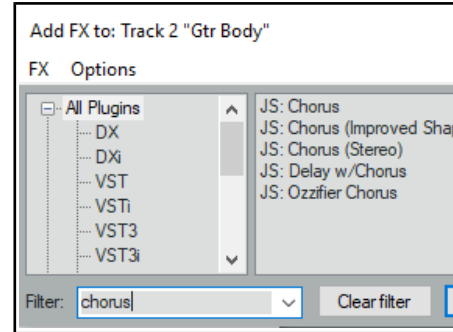 Add FX to: Track 2 "Gtr Body"
FX Options
All Plugins
DX
DXi
VST
VSTi
VST3
VST3i
JS: Chorus
JS: Chorus (Improved Shap
JS: Chorus (Stereo)
JS: Delay w/Chorus
JS: Ozzifier Chorus
Filter: chorus Clear filter